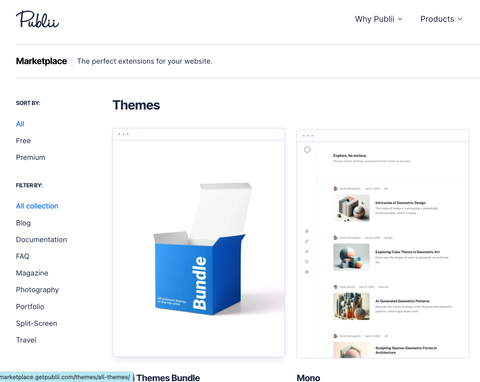 Publii
Why Publii
Products
Marketplace
The perfect extensions for your website.
SORT BY:
All
Free
Premium
FILTER BY:
All collection
Blog
Documentation
FAQ
Magazine
Photography
Portfolio
Split-Screen
Travel
Themes
Bundle
Themes Bundle
Explore, be curious.
Intricacies of Geometric Design
Exploring Color Theory in Geometric Art
AI-Generated Geometric Patterns
Sculpting Spaces: Geometric Forms in
Architecture
Mono
marketplace.getpublii.com/themes/all-themes/